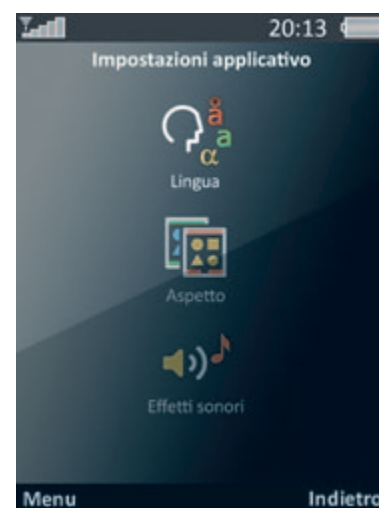 20:13
Impostazioni applicativo
å
a
α
Lingua
Aspetto
Effetti sonori
Menu Indietro